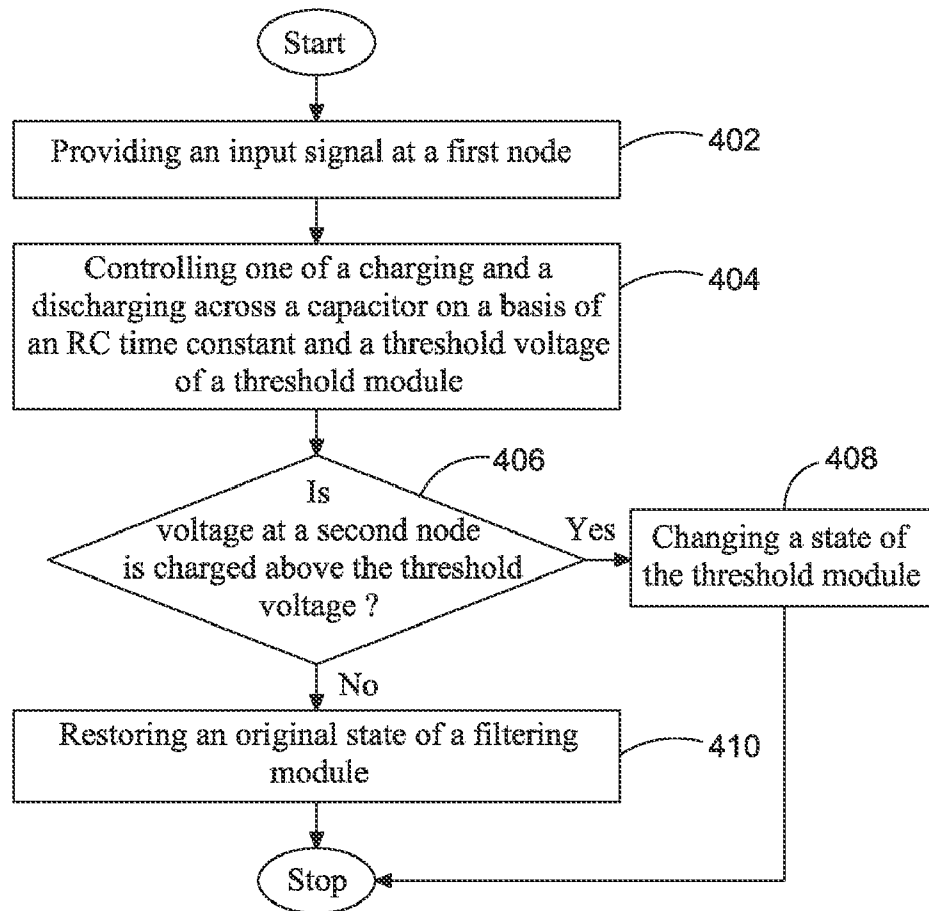 Start
Providing an input signal at a first node
402
Controlling one of a charging and a
discharging across a capacitor on a basis of
an RC time constant and a threshold voltage
of a threshold module
404
Is
voltage at a second node
is charged above the threshold
voltage ?
406
Yes
408
Changing a state of
the threshold module
No
Restoring an original state of a filtering
module
410
Stop